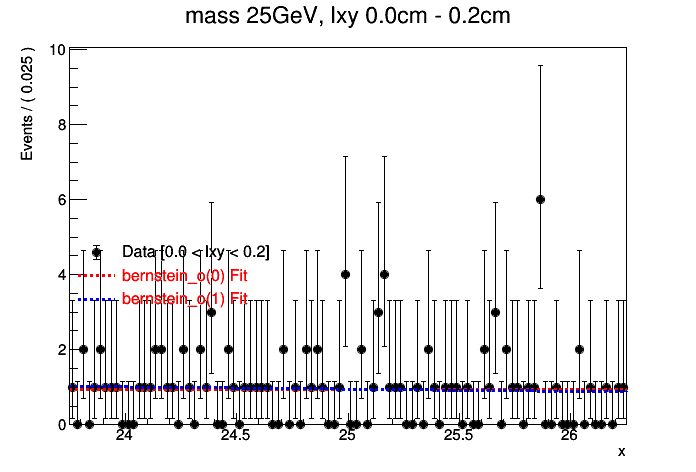 mass 25GeV, lxy 0.0cm - 0.2cm
Events / ( 0.025 )
10
8
6
4
2
0
Data [0.0 < lxy < 0.2]
bernstein_o(0) Fit
bernstein_o(1) Fit
24 24.5 25 25.5 26
x